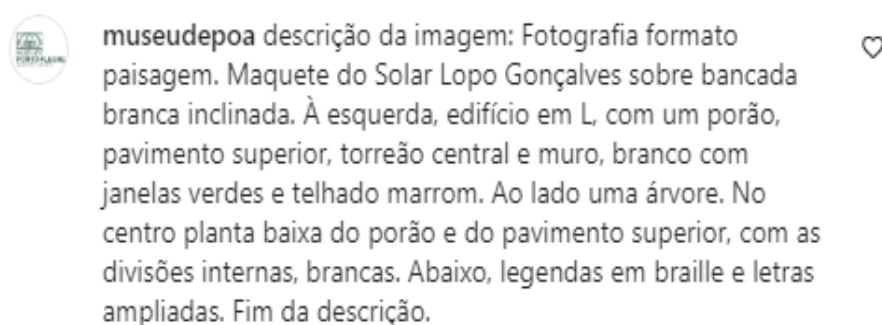 museudepoa descrição da imagem: Fotografia formato
paisagem. Maquete do Solar Lopo Gonçalves sobre bancada
branca inclinada. À esquerda, edifício em L, com um porão,
pavimento superior, torreão central e muro, branco com
janelas verdes e telhado marrom. Ao lado uma árvore. No
centro planta baixa do porão e do pavimento superior, com as
divisões internas, brancas. Abaixo, legendas em braille e letras
ampliadas. Fim da descrição.